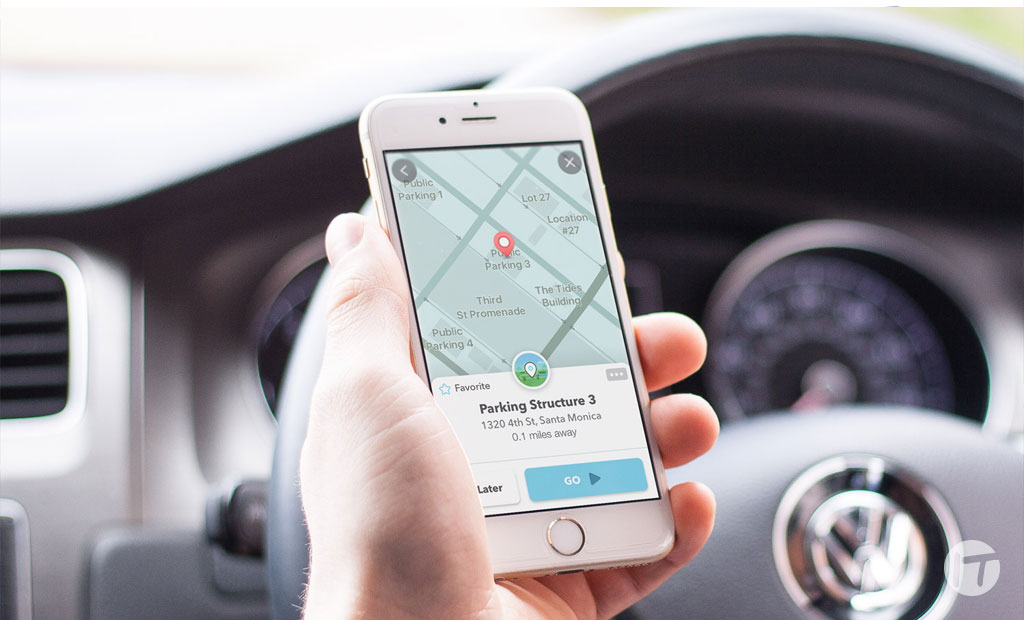 Public
Parking 1
Lot 27
Location
#27
Public
Parking 3
The Tides
Building
Third
St Promenade
Public
Parking 4
Favorite
Parking Structure 3
1320 4th St, Santa Monica
0.1 miles away
Later
GO
IT